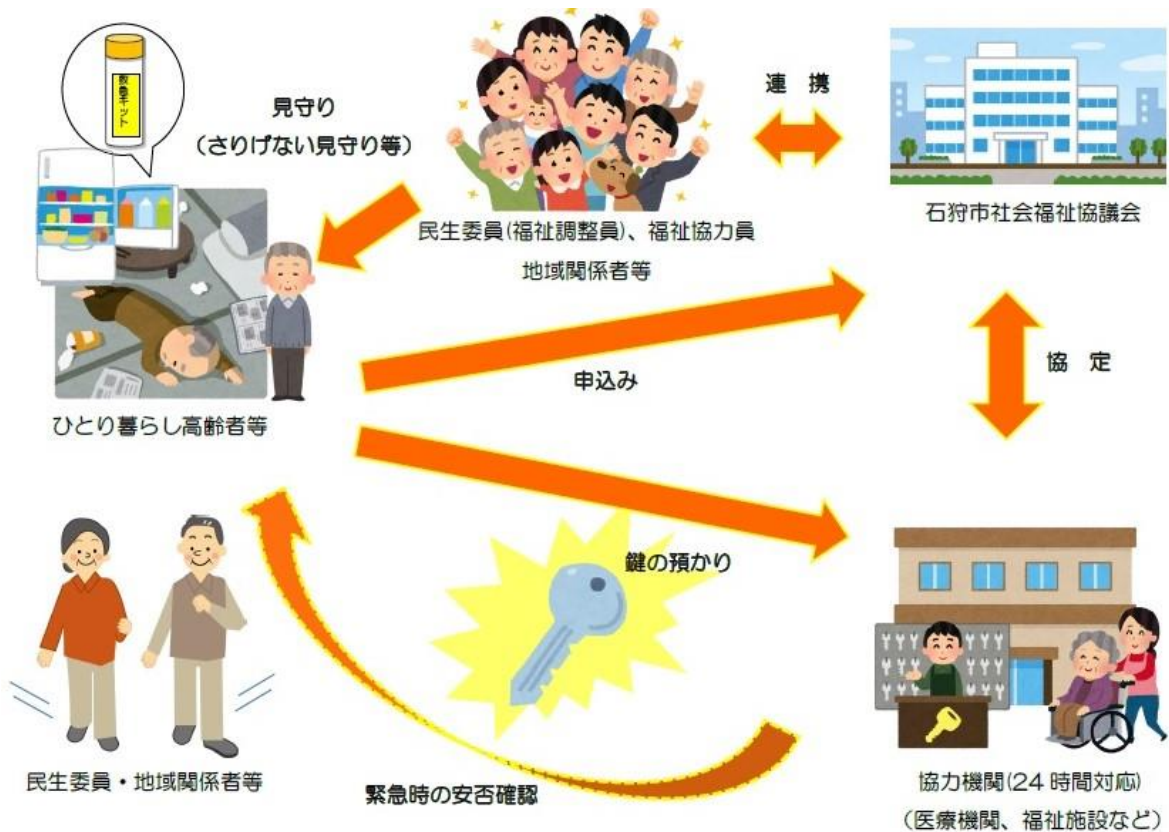 救急キット
見守り
(さりげない見守り等)
連 携
民生委員(福祉調整員)、福祉協力員
地域関係者等
石狩市社会福祉協議会
申込み
協 定
ひとり暮らし高齢者等
鍵の預かり
民生委員・地域関係者等
緊急時の安否確認
協力機関(24時間対応)
(医療機関、福祉施設など)